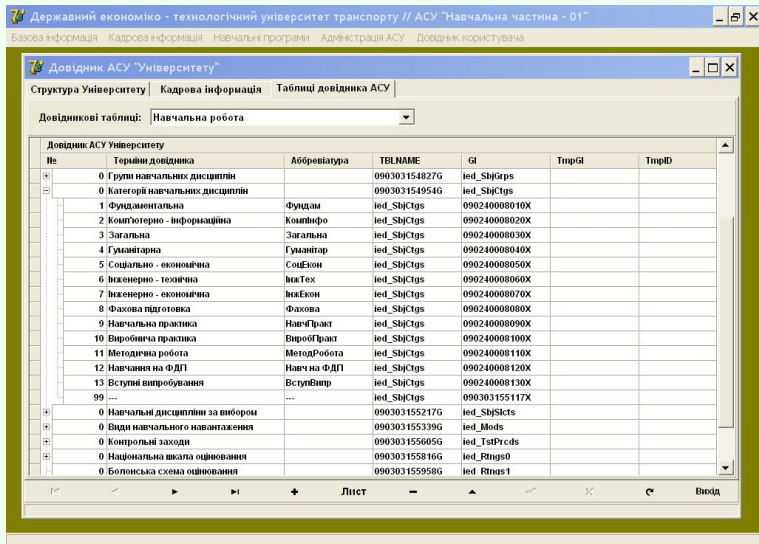 Державний економіко - технологічний університет транспорту // АСУ "Навчальна частина - 01"
Базова інформація Кадрова інформація Навчальні програми Адміністрація АСУ Довідник користувача
Довідник АСУ "Університету"
Структура Університету Кадрова інформація Таблиці довідника АСУ
Довідникові таблиці: Навчальна робота
Довідник АСУ Університету
№ Терміни довідника Аббревіатура TBLNAME GI TmpGI TmpID
0 Групи навчальних дисциплін 090303154827G ied_SbjGrps
0 Категорії навчальних дисциплін 090303154954G ied_SbjCtgs
1 Фундаментальна Фундам ied_SbjCtgs 090240008010X
2 Комп'ютерно - інформаційна КомпІнфо ied_SbjCtgs 090240008020X
3 Загальна Загальна ied_SbjCtgs 090240008030X
4 Гуманітарна Гуманітар ied_SbjCtgs 090240008040X
5 Соціально - економічна СоцЕкон ied_SbjCtgs 090240008050X
6 Інженерно - технічна ІнжТех ied_SbjCtgs 090240008060X
7 Інженерно - економічна ІнжЕкон ied_SbjCtgs 090240008070X
8 Фахова підготовка Фахова ied_SbjCtgs 090240008080X
9 Навчальна практика НавчПракт ied_SbjCtgs 090240008090X
10 Виробнича практика ВиробПракт ied_SbjCtgs 090240008100X
11 Методична робота МетодРобота ied_SbjCtgs 090240008110X
12 Навчання на ФДП Навч на ФДП ied_SbjCtgs 090240008120X
13 Вступні випробування ВступВипр ied_SbjCtgs 090240008130X
99 --- --- ied_SbjCtgs 090303155117X
0 Навчальні дисципліни за вибором 090303155217G ied_SbjSlcts
0 Види навчального навантаження 090303155339G ied_Mods
0 Контрольні заходи 090303155605G ied_TstPrcds
0 Національна шкала оцінювання 090303155816G ied_Rtngs0
0 Болонська схема оцінювання 090303155958G ied_Rtngs1
Лист Вихід